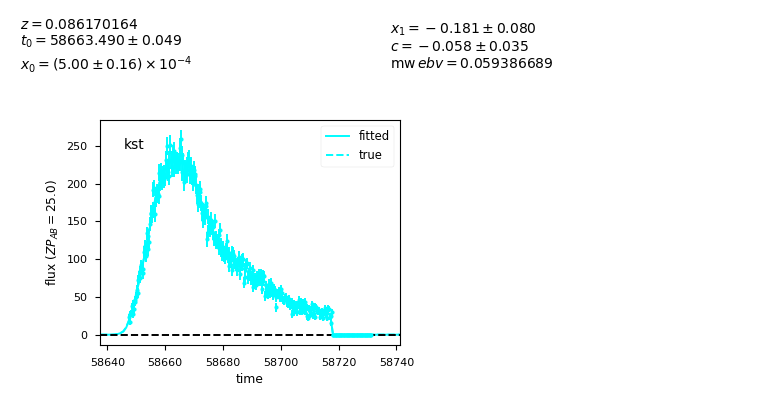 z = 0.086170164
t₀ = 58663.490 ± 0.049
x₀ = (5.00 ± 0.16) × 10⁻⁴
x₁ = −0.181 ± 0.080
c = −0.058 ± 0.035
mw ebv = 0.059386689
kst
fitted
true
flux (ZP_AB = 25.0)
250
200
150
100
50
0
58640 58660 58680 58700 58720 58740
time